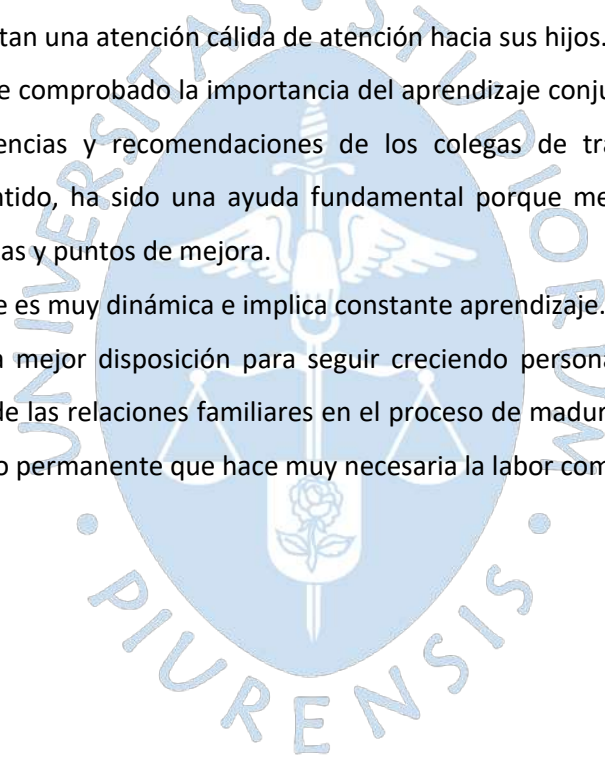 tan una atención cálida de atención hacia sus hijos.
e comprobado la importancia del aprendizaje conju
encias y recomendaciones de los colegas de tra
ntido, ha sido una ayuda fundamental porque me
as y puntos de mejora.
e es muy dinámica e implica constante aprendizaje.
a mejor disposición para seguir creciendo persona
de las relaciones familiares en el proceso de madur
o permanente que hace muy necesaria la labor com
UNIVERSITAS • STUDIORUM • PIURENSIS